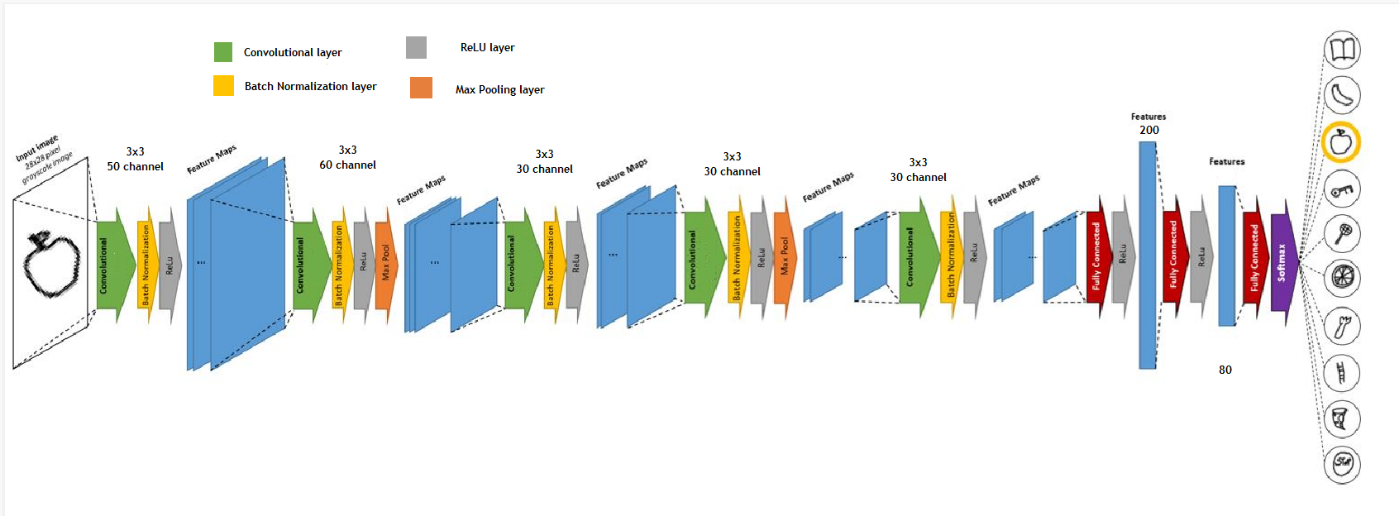 Convolutional layer
ReLU layer
Batch Normalization layer
Max Pooling layer
Input image
28x28 pixel
grayscale image
3x3
50 channel
Feature Maps
3x3
60 channel
Feature Maps
3x3
30 channel
Feature Maps
3x3
30 channel
Feature Maps
3x3
30 channel
Feature Maps
Features
200
Features
80
Convolutional
Batch Normalization
ReLu
...
Convolutional
Batch Normalization
ReLu
Max Pool
...
Convolutional
Batch Normalization
ReLu
...
Convolutional
Batch Normalization
ReLu
Max Pool
...
Convolutional
Batch Normalization
ReLu
...
Fully Connected
ReLu
Fully Connected
ReLu
Fully Connected
Softmax